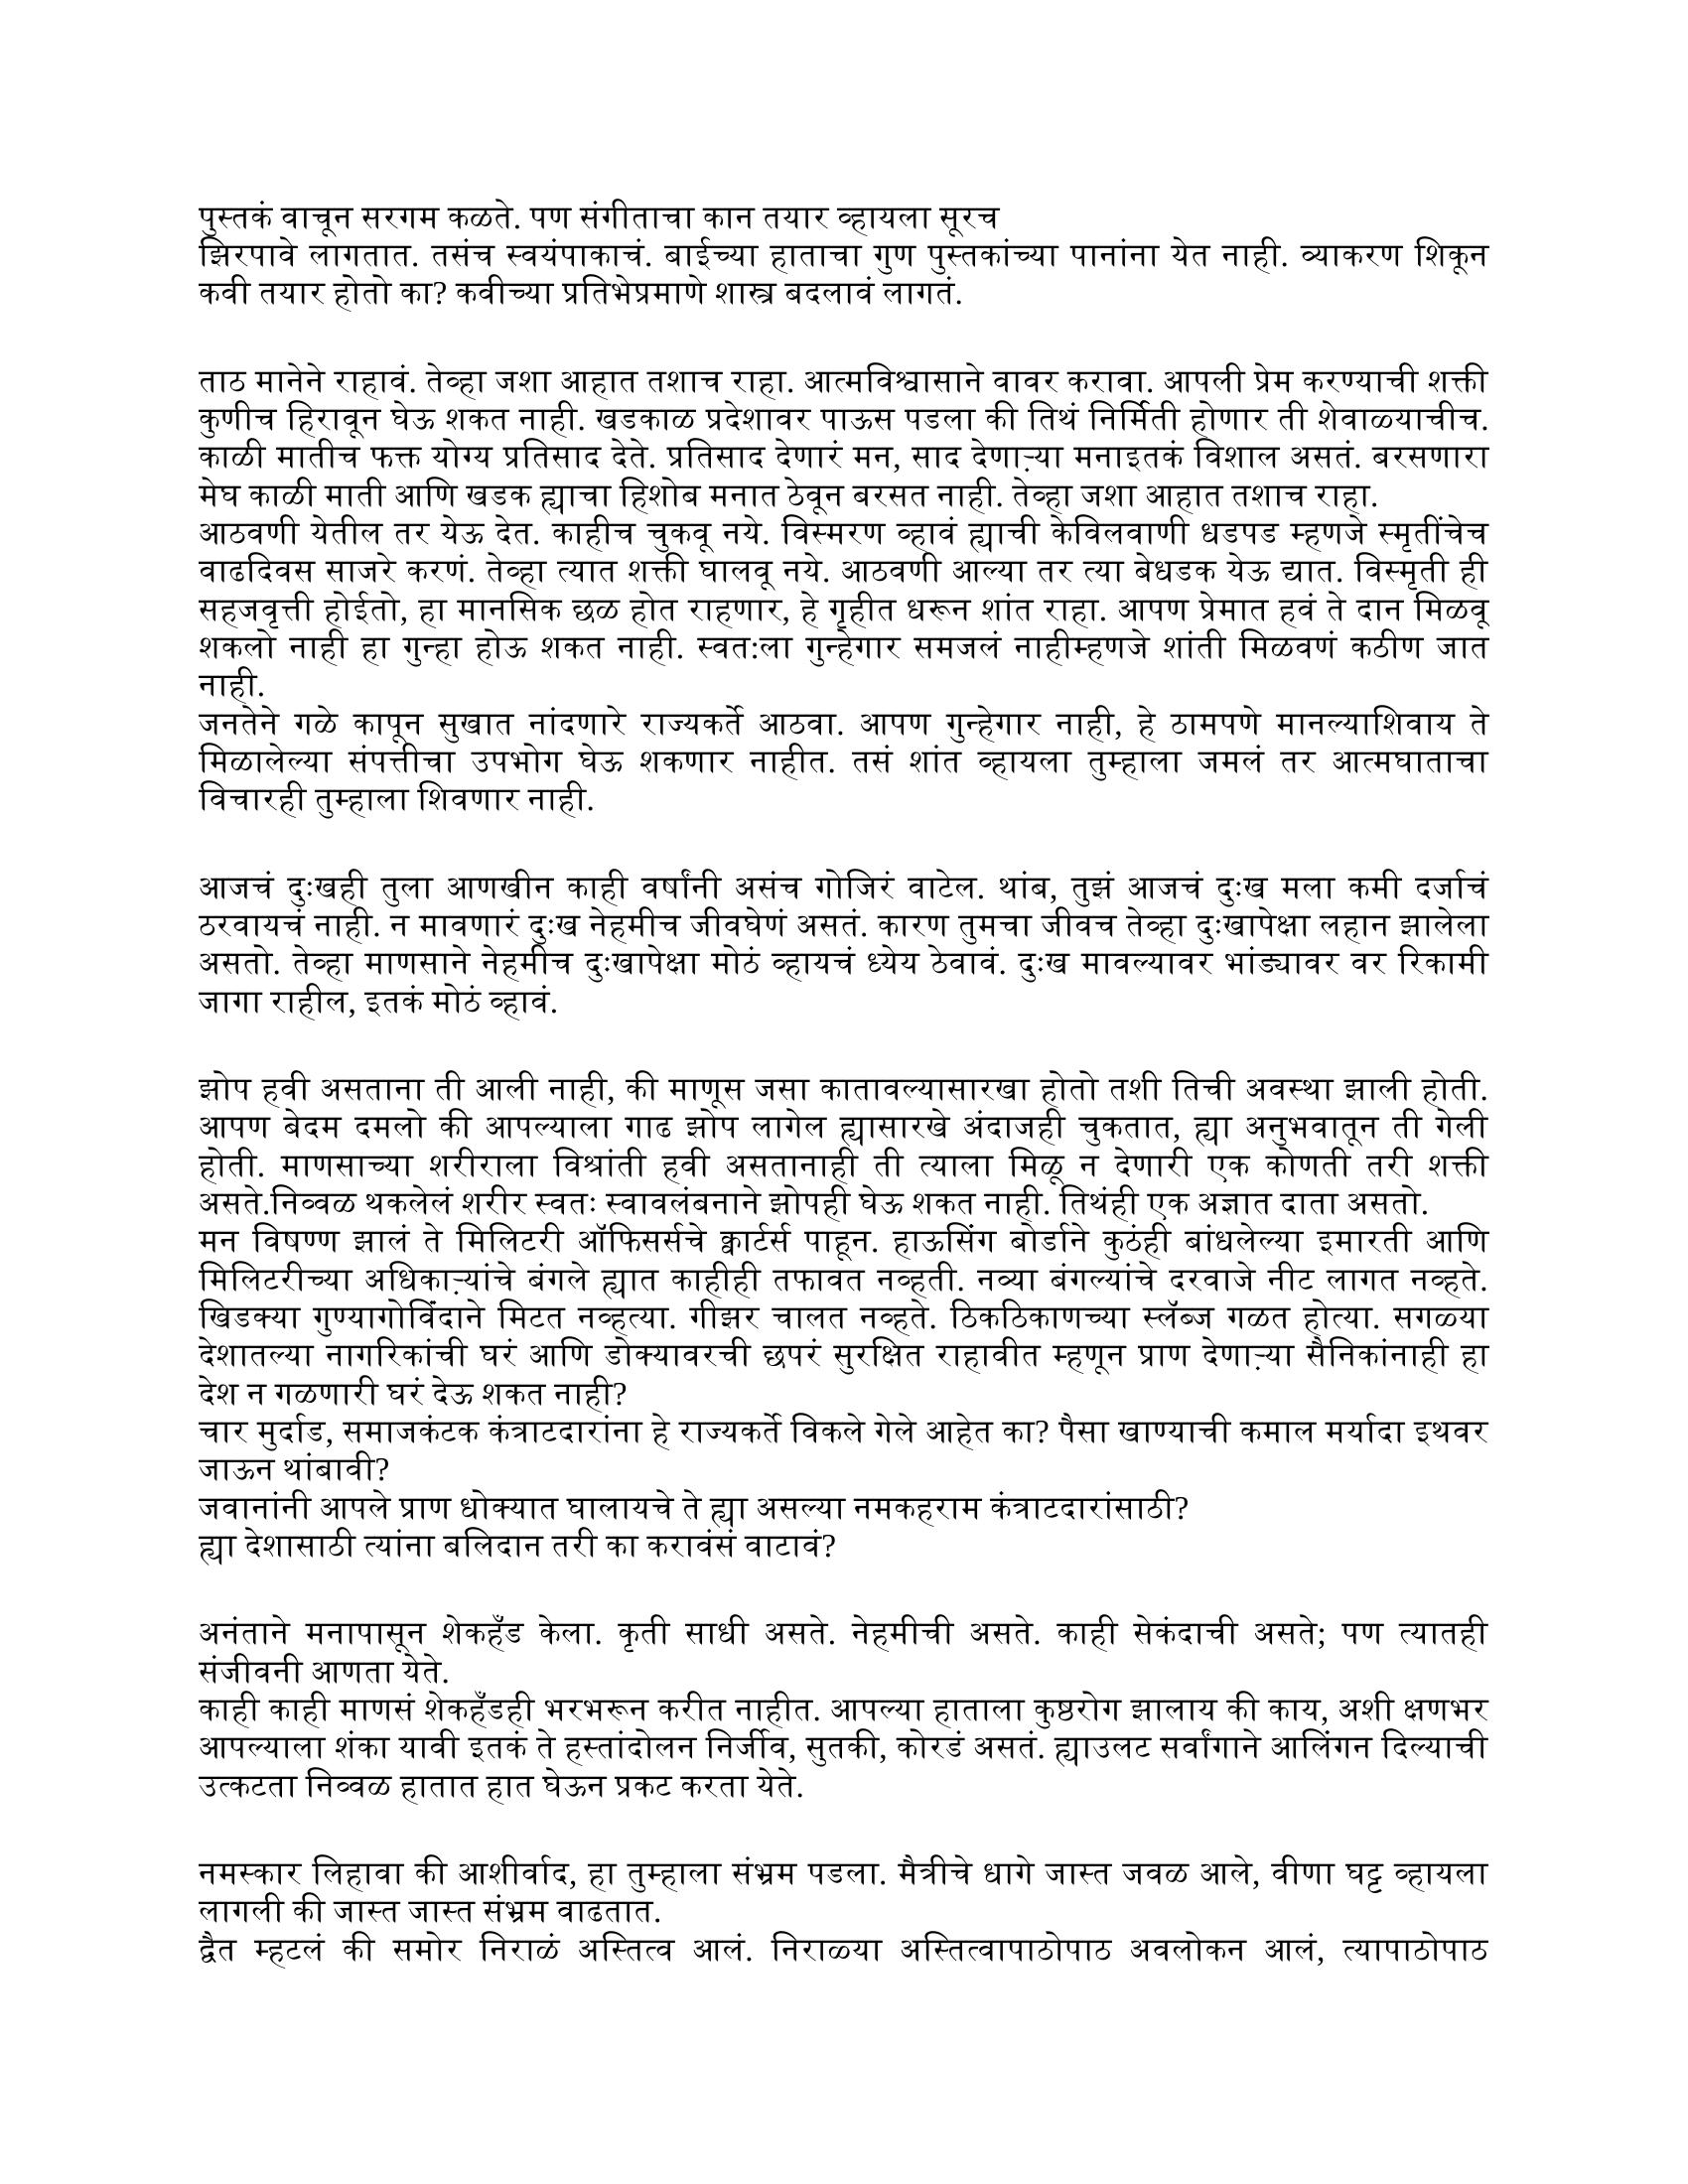 पुस्तकं वाचून सरगम कळते. पण संगीताचा कान तयार व्हायला सूरच
झिरपावे लागतात. तसंच स्वयंपाकाचं. बाईच्या हाताचा गुण पुस्तकांच्या पानांना येत नाही. व्याकरण शिकून
कवी तयार होतो का? कवीच्या प्रतिभेप्रमाणे शास्त्र बदलावं लागतं.
ताठ मानेने राहावं. तेव्हा जशा आहात तशाच राहा. आत्मविश्वासाने वावर करावा. आपली प्रेम करण्याची शक्ती
कुणीच हिरावून घेऊ शकत नाही. खडकाळ प्रदेशावर पाऊस पडला की तिथं निर्मिती होणार ती शेवाळ्याचीच.
काळी मातीच फक्त योग्य प्रतिसाद देते. प्रतिसाद देणारं मन, साद देणाऱ्या मनाइतकं विशाल असतं. बरसणारा
मेघ काळी माती आणि खडक ह्याचा हिशोब मनात ठेवून बरसत नाही. तेव्हा जशा आहात तशाच राहा.
आठवणी येतील तर येऊ देत. काहीच चुकवू नये. विस्मरण व्हावं ह्याची केविलवाणी धडपड म्हणजे स्मृतींचेच
वाढदिवस साजरे करणं. तेव्हा त्यात शक्ती घालवू नये. आठवणी आल्या तर त्या बेधडक येऊ द्यात. विस्मृती ही
सहजवृत्ती होईतो, हा मानसिक छळ होत राहणार, हे गृहीत धरून शांत राहा. आपण प्रेमात हवं ते दान मिळवू
शकलो नाही हा गुन्हा होऊ शकत नाही. स्वत:ला गुन्हेगार समजलं नाहीम्हणजे शांती मिळवणं कठीण जात
नाही.
जनतेने गळे कापून सुखात नांदणारे राज्यकर्ते आठवा. आपण गुन्हेगार नाही, हे ठामपणे मानल्याशिवाय ते
मिळालेल्या संपत्तीचा उपभोग घेऊ शकणार नाहीत. तसं शांत व्हायला तुम्हाला जमलं तर आत्मघाताचा
विचारही तुम्हाला शिवणार नाही.
आजचं दुःखही तुला आणखीन काही वर्षांनी असंच गोजिरं वाटेल. थांब, तुझं आजचं दुःख मला कमी दर्जाचं
ठरवायचं नाही. न मावणारं दुःख नेहमीच जीवघेणं असतं. कारण तुमचा जीवच तेव्हा दुःखापेक्षा लहान झालेला
असतो. तेव्हा माणसाने नेहमीच दुःखापेक्षा मोठं व्हायचं ध्येय ठेवावं. दुःख मावल्यावर भांड्यावर वर रिकामी
जागा राहील, इतकं मोठं व्हावं.
झोप हवी असताना ती आली नाही, की माणूस जसा कातावल्यासारखा होतो तशी तिची अवस्था झाली होती.
आपण बेदम दमलो की आपल्याला गाढ झोप लागेल ह्यासारखे अंदाजही चुकतात, ह्या अनुभवातून ती गेली
होती. माणसाच्या शरीराला विश्रांती हवी असतानाही ती त्याला मिळू न देणारी एक कोणती तरी शक्ती
असते.निव्वळ थकलेलं शरीर स्वतः स्वावलंबनाने झोपही घेऊ शकत नाही. तिथंही एक अज्ञात दाता असतो.
मन विषण्ण झालं ते मिलिटरी ऑफिसर्सचे क्वार्टर्स पाहून. हाऊसिंग बोर्डाने कुठंही बांधलेल्या इमारती आणि
मिलिटरीच्या अधिकाऱ्यांचे बंगले ह्यात काहीही तफावत नव्हती. नव्या बंगल्यांचे दरवाजे नीट लागत नव्हते.
खिडक्या गुण्यागोविंदाने मिटत नव्हत्या. गीझर चालत नव्हते. ठिकठिकाणच्या स्लॅब्ज गळत होत्या. सगळ्या
देशातल्या नागरिकांची घरं आणि डोक्यावरची छपरं सुरक्षित राहावीत म्हणून प्राण देणाऱ्या सैनिकांनाही हा
देश न गळणारी घरं देऊ शकत नाही?
चार मुर्दाड, समाजकंटक कंत्राटदारांना हे राज्यकर्ते विकले गेले आहेत का? पैसा खाण्याची कमाल मर्यादा इथवर
जाऊन थांबावी?
जवानांनी आपले प्राण धोक्यात घालायचे ते ह्या असल्या नमकहराम कंत्राटदारांसाठी?
ह्या देशासाठी त्यांना बलिदान तरी का करावंसं वाटावं?
अनंताने मनापासून शेकहँड केला. कृती साधी असते. नेहमीची असते. काही सेकंदाची असते; पण त्यातही
संजीवनी आणता येते.
काही काही माणसं शेकहँडही भरभरून करीत नाहीत. आपल्या हाताला कुष्ठरोग झालाय की काय, अशी क्षणभर
आपल्याला शंका यावी इतकं ते हस्तांदोलन निर्जीव, सुतकी, कोरडं असतं. ह्याउलट सर्वांगाने आलिंगन दिल्याची
उत्कटता निव्वळ हातात हात घेऊन प्रकट करता येते.
नमस्कार लिहावा की आशीर्वाद, हा तुम्हाला संभ्रम पडला. मैत्रीचे धागे जास्त जवळ आले, वीणा घट्ट व्हायला
लागली की जास्त जास्त संभ्रम वाढतात.
द्वैत म्हटलं की समोर निराळं अस्तित्व आलं. निराळ्या अस्तित्वापाठोपाठ अवलोकन आलं, त्यापाठोपाठ